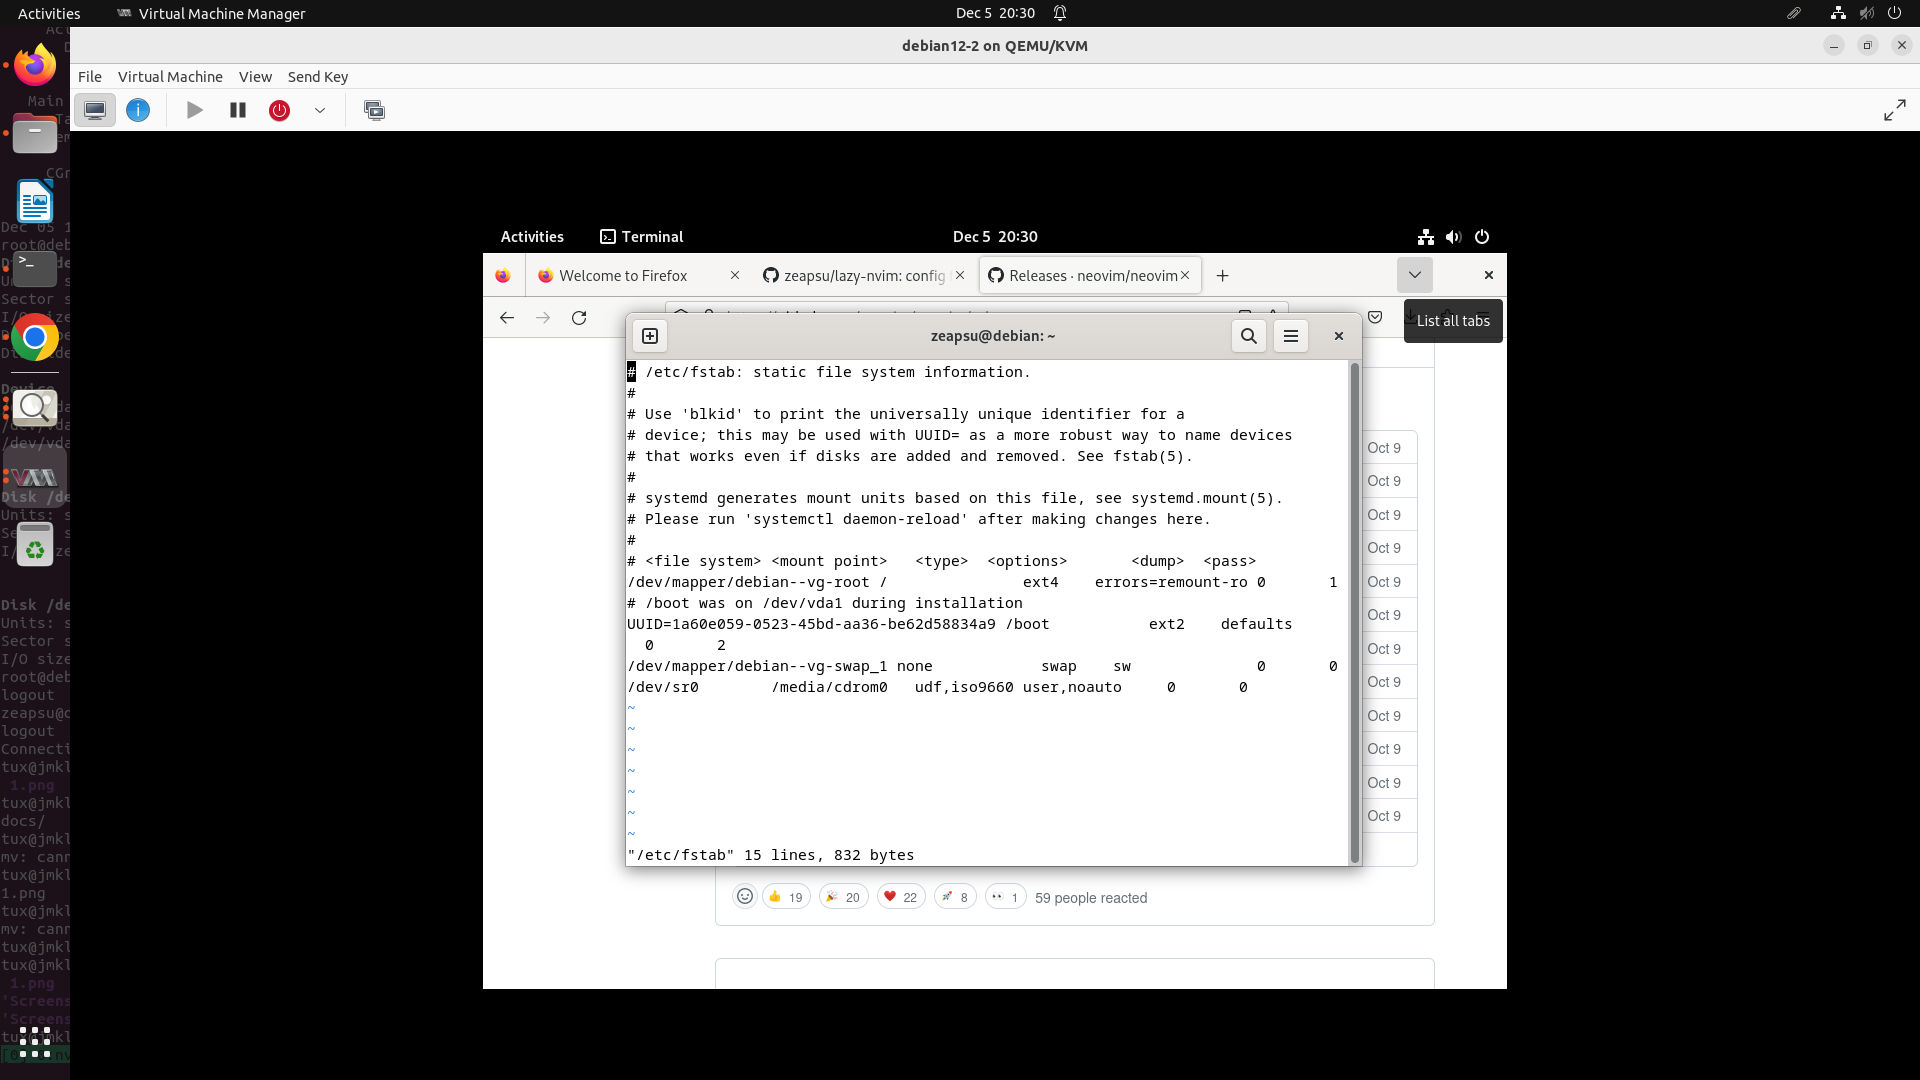 Activities Virtual Machine Manager Dec 5 20:30
debian12-2 on QEMU/KVM
File Virtual Machine View Send Key
Activities Terminal Dec 5 20:30
Welcome to Firefox zeapsu/lazy-nvim: config Releases · neovim/neovim
List all tabs
zeapsu@debian: ~
# /etc/fstab: static file system information.
#
# Use 'blkid' to print the universally unique identifier for a
# device; this may be used with UUID= as a more robust way to name devices
# that works even if disks are added and removed. See fstab(5).
#
# systemd generates mount units based on this file, see systemd.mount(5).
# Please run 'systemctl daemon-reload' after making changes here.
#
# <file system> <mount point> <type> <options> <dump> <pass>
/dev/mapper/debian--vg-root / ext4 errors=remount-ro 0 1
# /boot was on /dev/vda1 during installation
UUID=1a60e059-0523-45bd-aa36-be62d58834a9 /boot ext2 defaults
0 2
/dev/mapper/debian--vg-swap_1 none swap sw 0 0
/dev/sr0 /media/cdrom0 udf,iso9660 user,noauto 0 0
~
~
~
~
~
~
~
"/etc/fstab" 15 lines, 832 bytes
Oct 9
Oct 9
Oct 9
Oct 9
Oct 9
Oct 9
Oct 9
Oct 9
Oct 9
Oct 9
Oct 9
Oct 9
19 20 22 8 1 59 people reacted
Main
CGr
Dec 05 1
root@deb
Sector s
I/O size
Disk /de
Units: s
Disk /de
Units: s
Sector s
I/O size
root@deb
logout
zeapsu@d
logout
Connecti
tux@jmkl
1.png
tux@jmkl
docs/
tux@jmkl
mv: cann
tux@jmkl
1.png
tux@jmkl
mv: cann
tux@jmkl
tux@jmkl
1.png
'Screens
'Screens